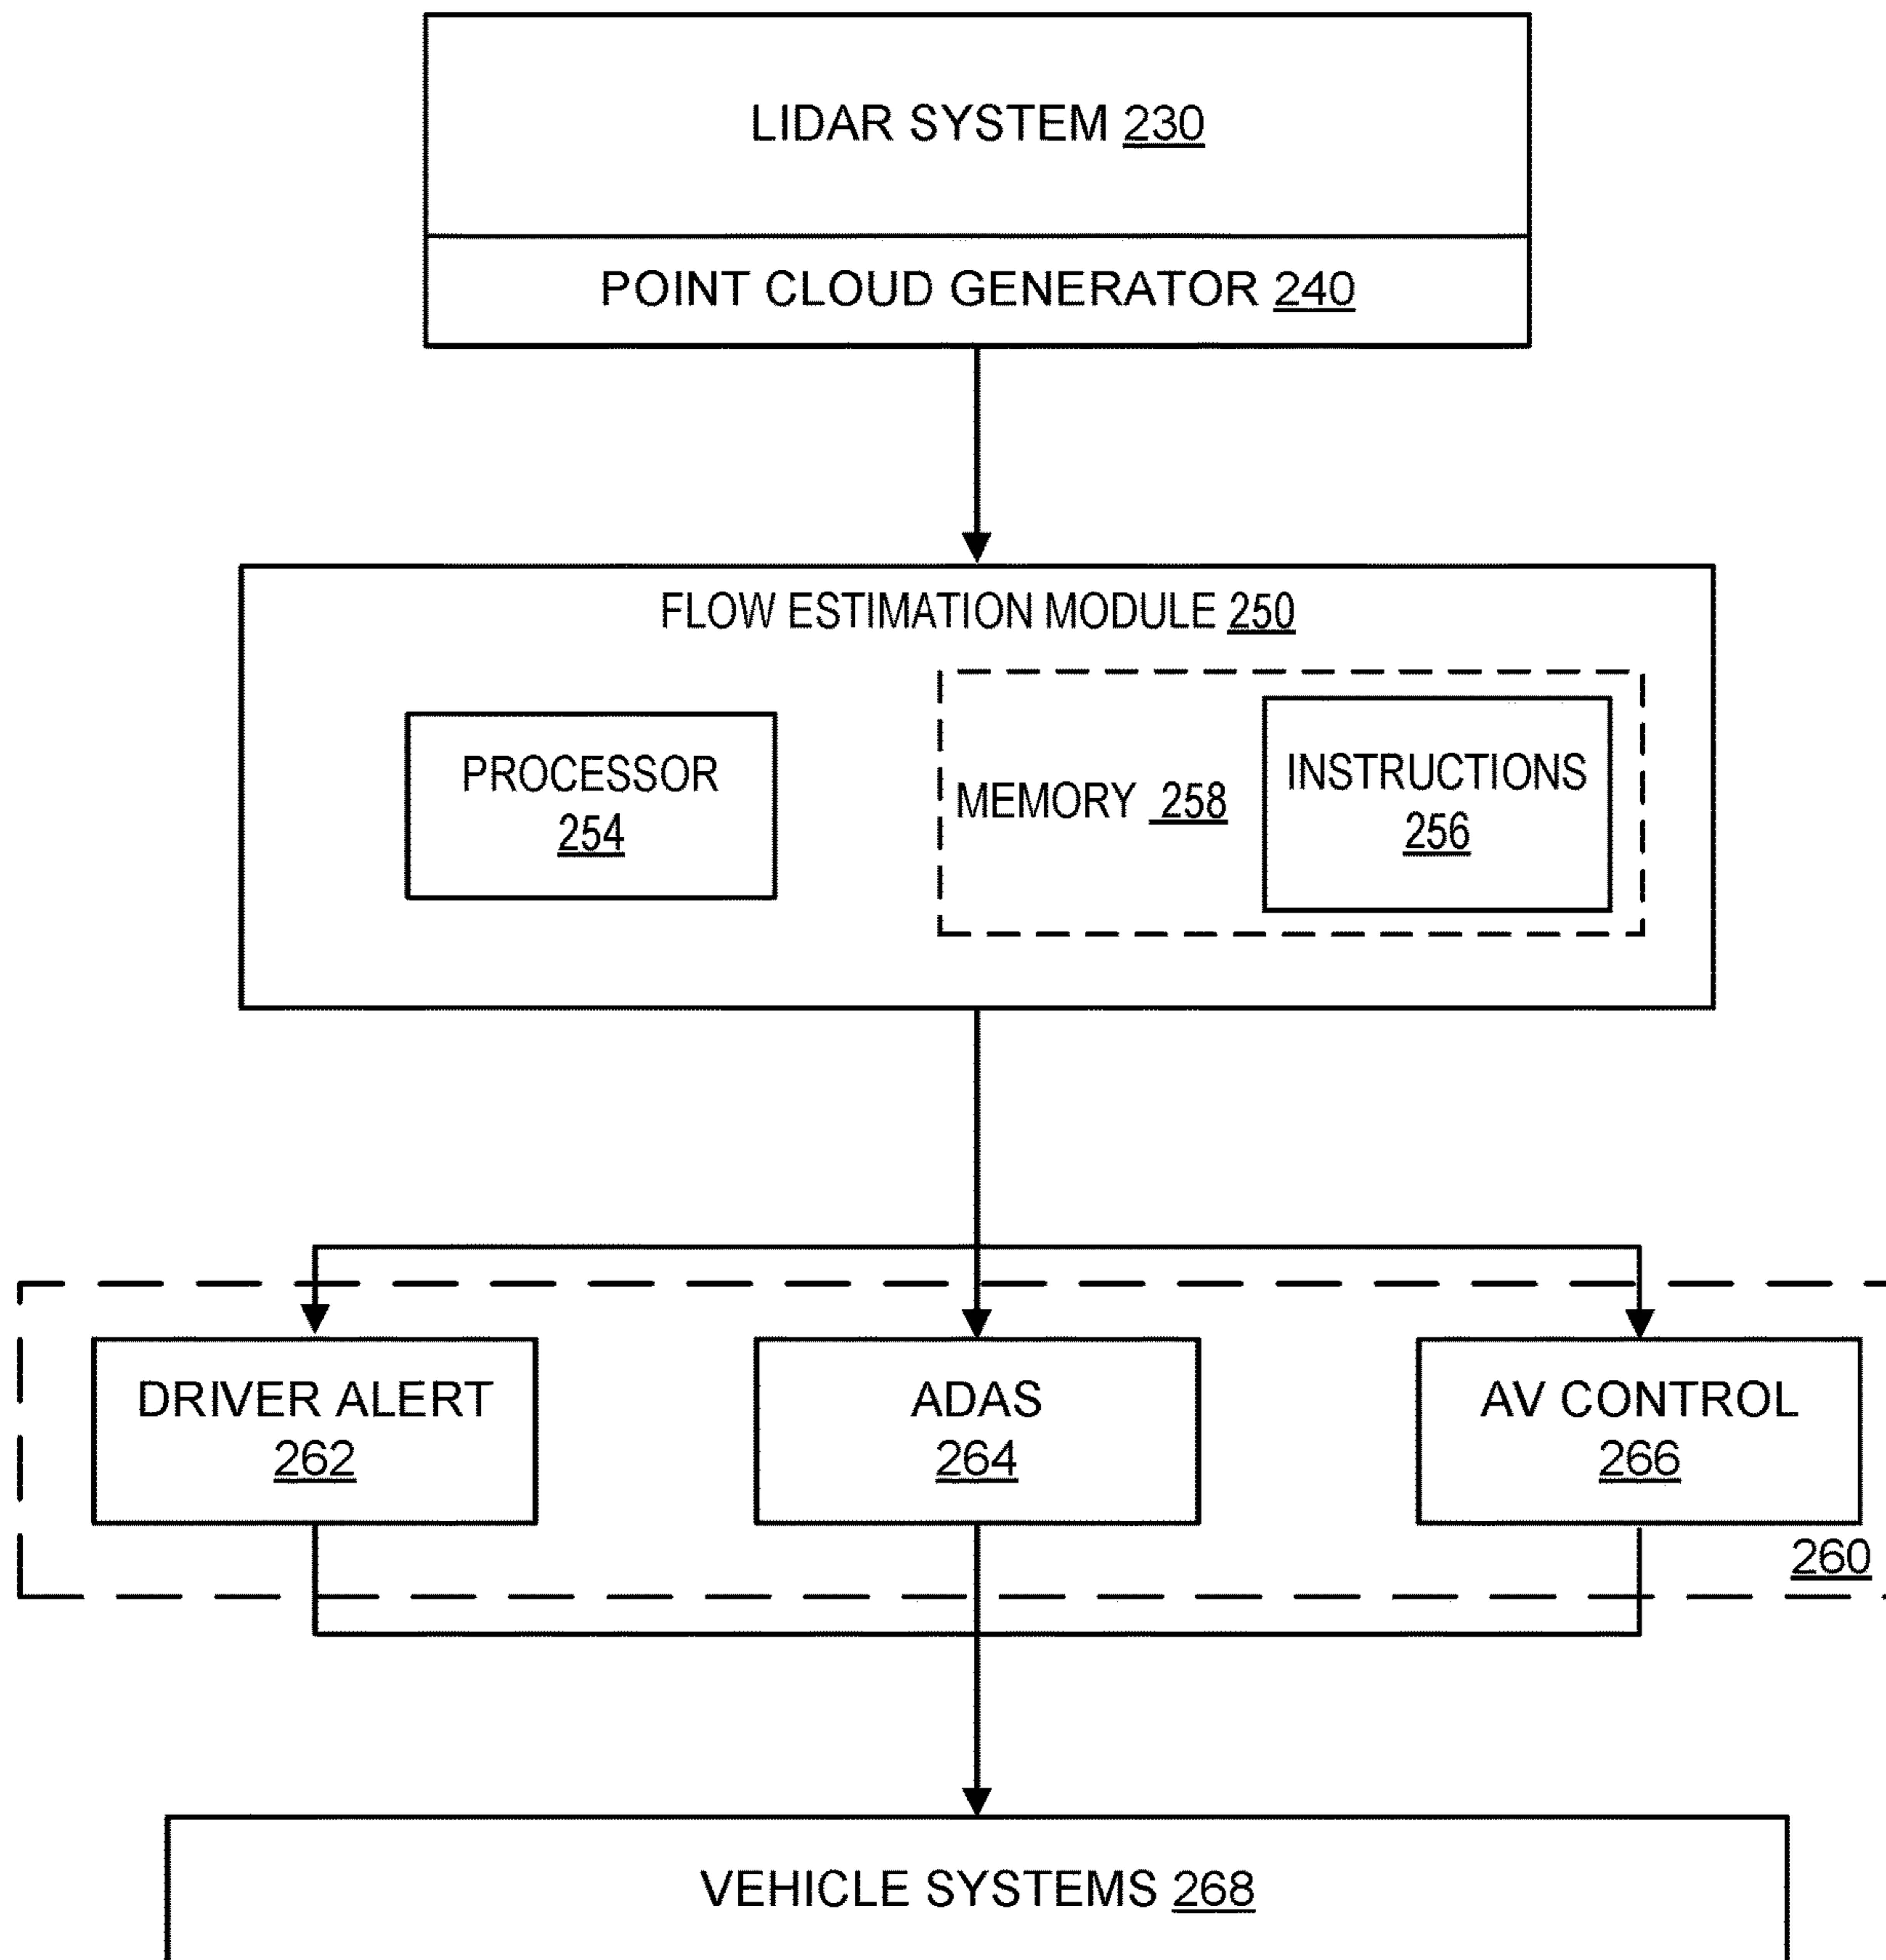 LIDAR SYSTEM 230
POINT CLOUD GENERATOR 240
FLOW ESTIMATION MODULE 250
PROCESSOR
254
MEMORY 258
INSTRUCTIONS
256
DRIVER ALERT
262
ADAS
264
AV CONTROL
266
260
VEHICLE SYSTEMS 268